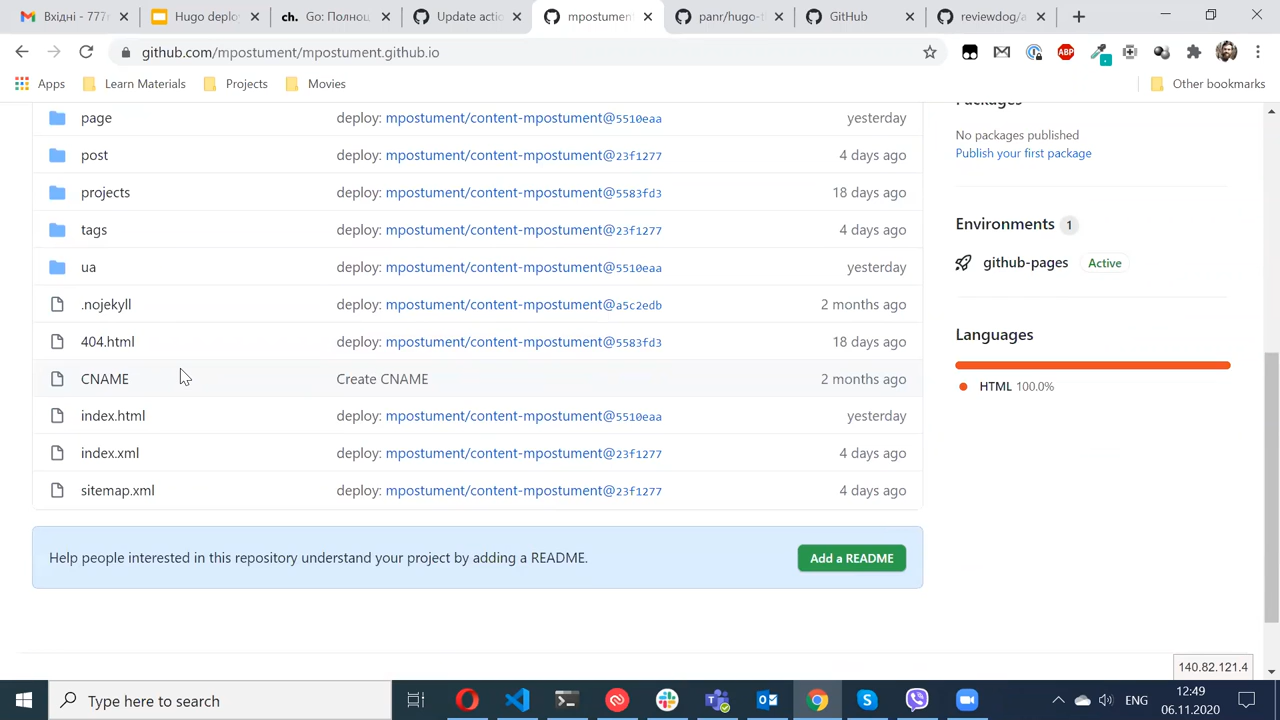 Вхідні - 777
Hugo deplo
ch.
Go: Полноц
Update actio
mpostument
panr/hugo-t
GitHub
reviewdog/a
github.com/mpostument/mpostument.github.io
ABP
Apps
Learn Materials
Projects
Movies
Other bookmarks
Packages
page
deploy: mpostument/content-mpostument@5510eaa
yesterday
No packages published
Publish your first package
post
deploy: mpostument/content-mpostument@23f1277
4 days ago
projects
deploy: mpostument/content-mpostument@5583fd3
18 days ago
tags
deploy: mpostument/content-mpostument@23f1277
4 days ago
Environments 1
ua
deploy: mpostument/content-mpostument@5510eaa
yesterday
github-pages
Active
.nojekyll
deploy: mpostument/content-mpostument@a5c2edb
2 months ago
404.html
deploy: mpostument/content-mpostument@5583fd3
18 days ago
Languages
CNAME
Create CNAME
2 months ago
HTML 100.0%
index.html
deploy: mpostument/content-mpostument@5510eaa
yesterday
index.xml
deploy: mpostument/content-mpostument@23f1277
4 days ago
sitemap.xml
deploy: mpostument/content-mpostument@23f1277
4 days ago
Help people interested in this repository understand your project by adding a README.
Add a README
140.82.121.4
Type here to search
ENG
12:49
06.11.2020